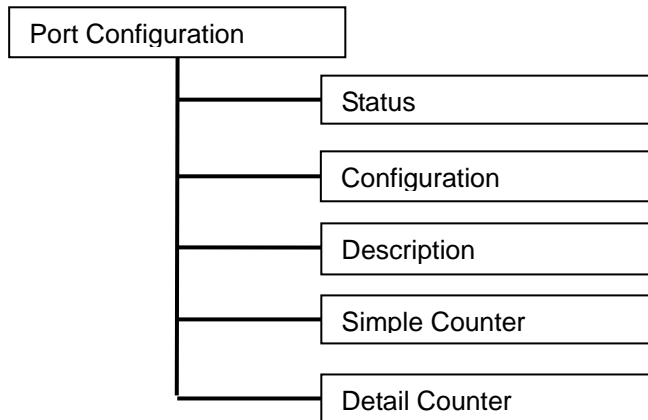 Port Configuration
Status
Configuration
Description
Simple Counter
Detail Counter